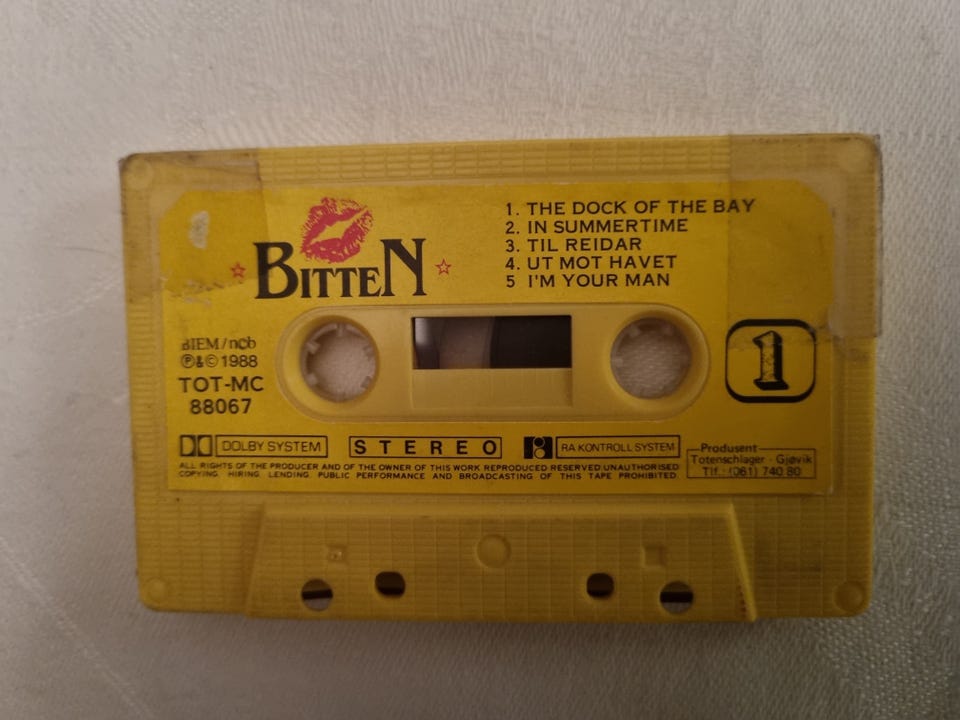 BITTEN
1. THE DOCK OF THE BAY
2. IN SUMMERTIME
3. TIL REIDAR
4. UT MOT HAVET
5 I'M YOUR MAN
BIEM/ncb
℗&© 1988
TOT-MC
88067
1
DOLBY SYSTEM
STEREO
RA KONTROLL SYSTEM
Produsent
Totenschlager - Gjøvik
Tlf.: (061) 740 80
ALL RIGHTS OF THE PRODUCER AND OF THE OWNER OF THIS WORK REPRODUCED RESERVED UNAUTHORISED
COPYING. HIRING. LENDING. PUBLIC PERFORMANCE AND BROADCASTING OF THIS TAPE PROHIBITED.